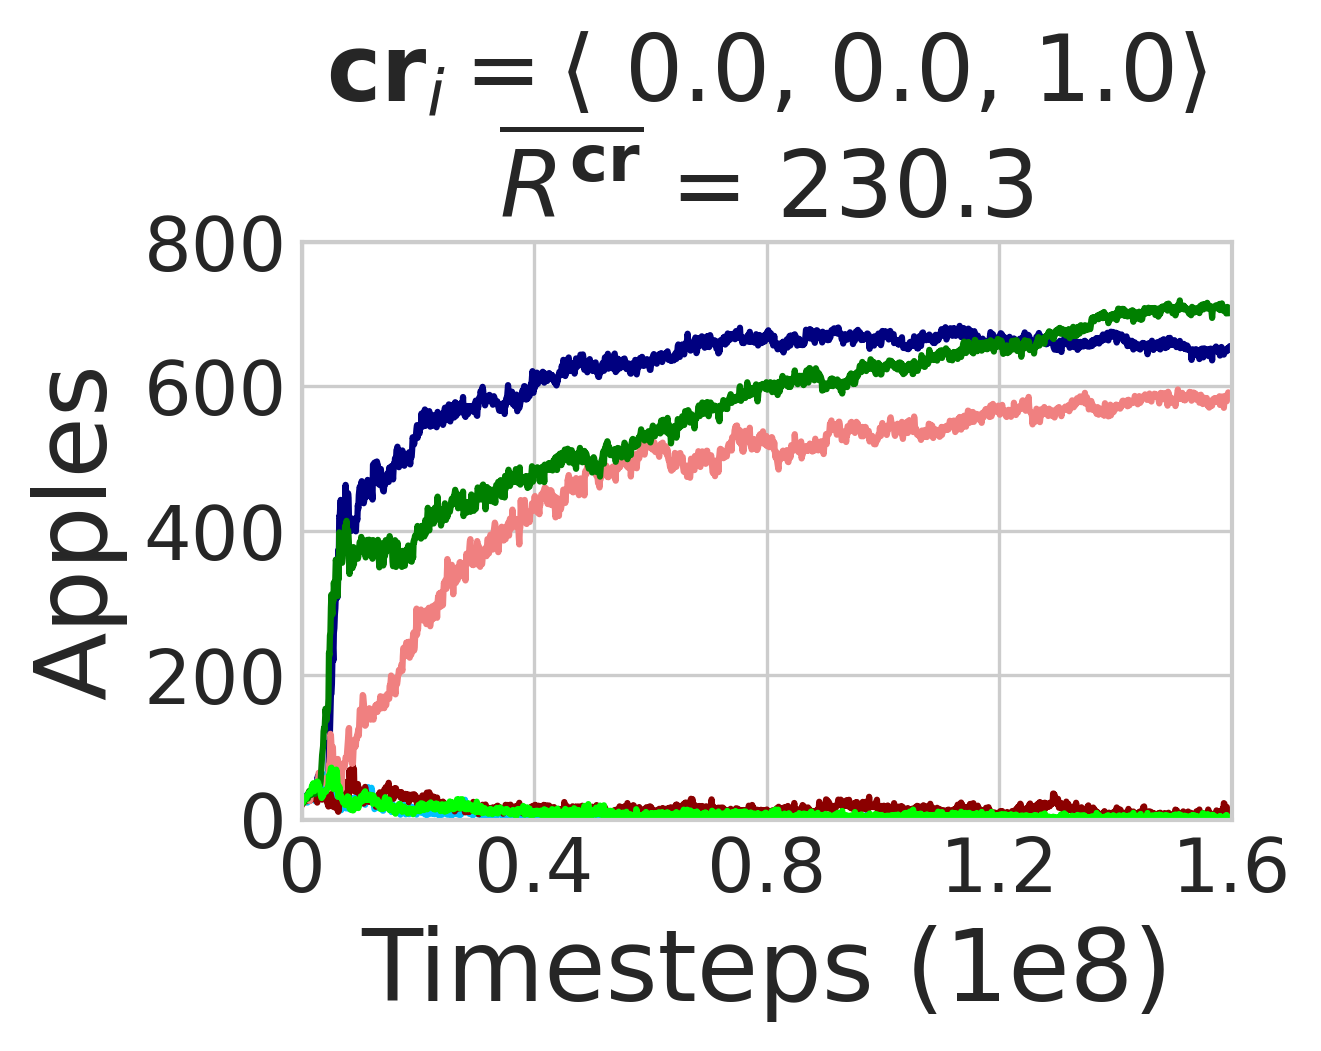 cr_i = ⟨ 0.0, 0.0, 1.0⟩
R^cr = 230.3
800
600
400
200
0
Apples
0 0.4 0.8 1.2 1.6
Timesteps (1e8)